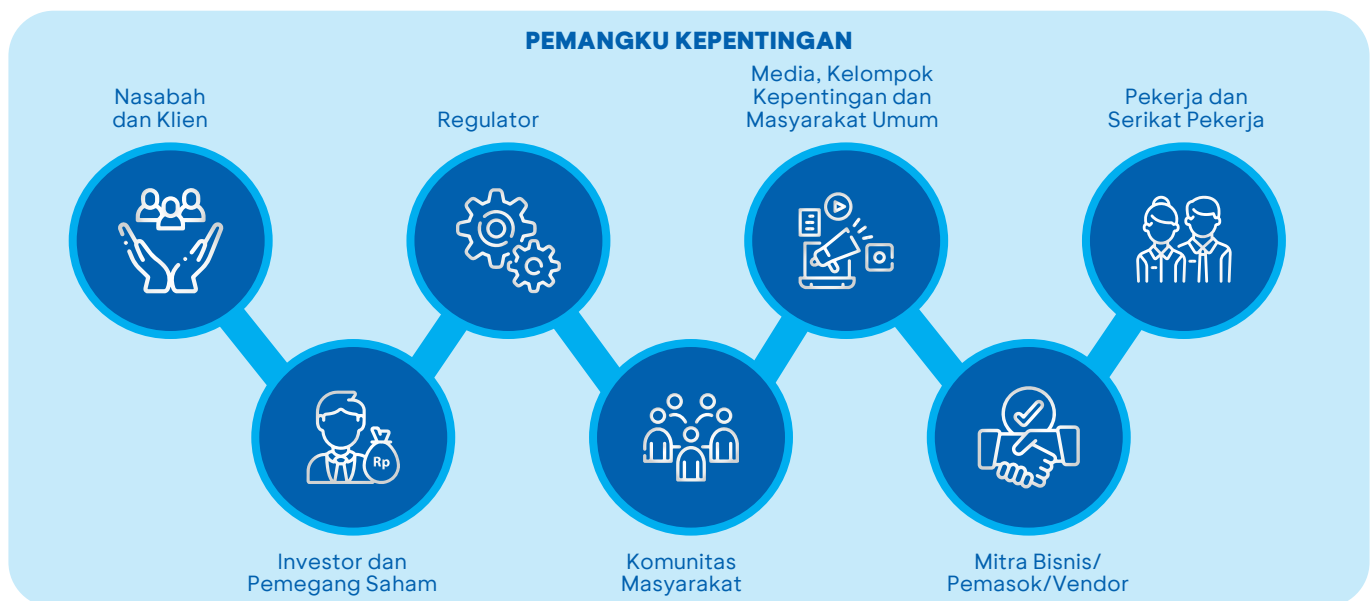 PEMANGKU KEPENTINGAN
Nasabah
dan Klien
Regulator
Media, Kelompok
Kepentingan dan
Masyarakat Umum
Pekerja dan
Serikat Pekerja
Rp
Investor dan
Pemegang Saham
Komunitas
Masyarakat
Mitra Bisnis/
Pemasok/Vendor